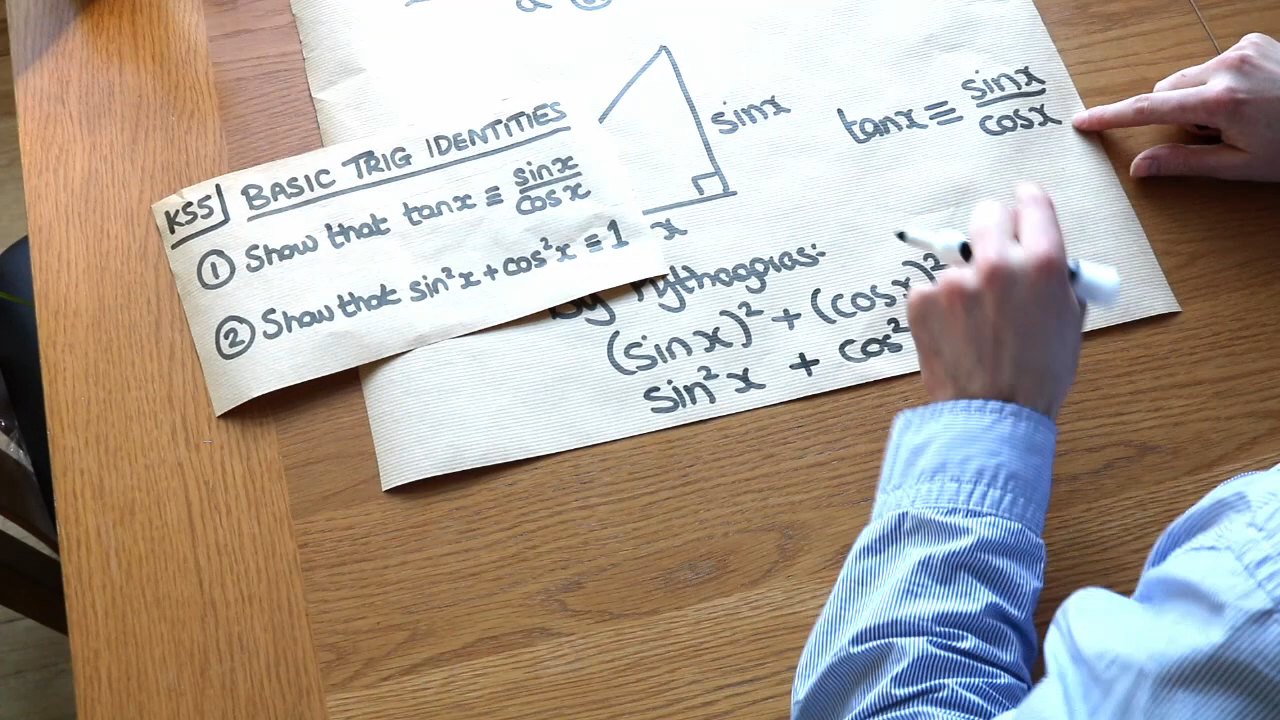 KS5 BASIC TRIG IDENTITIES
① Show that tanx ≡ sinx/cosx
② Show that sin²x + cos²x ≡ 1
sinx
tanx ≡ sinx/cosx
x
By Pythagoras:
(sinx)² + (cosx)²
sin²x + cos²